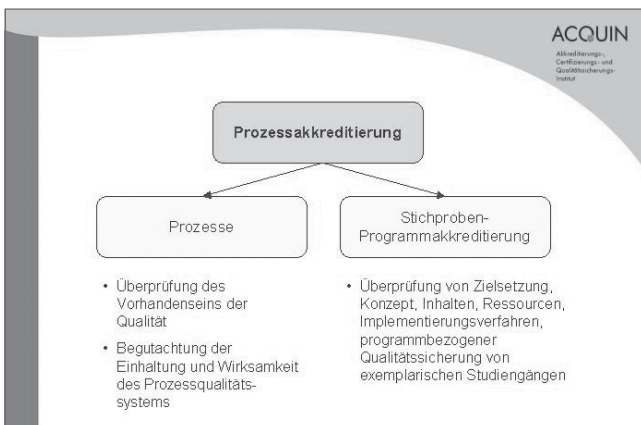 ACQUIN
Akkreditierungs-,
Certifizierungs- und
Qualitätssicherungs-
Institut
Prozessakkreditierung
Prozesse
Stichproben-
Programmakkreditierung
• Überprüfung des
Vorhandenseins der
Qualität
• Begutachtung der
Einhaltung und Wirksamkeit
des Prozessqualitäts-
systems
• Überprüfung von Zielsetzung,
Konzept, Inhalten, Ressourcen,
Implementierungsverfahren,
programmbezogener
Qualitätssicherung von
exemplarischen Studiengängen